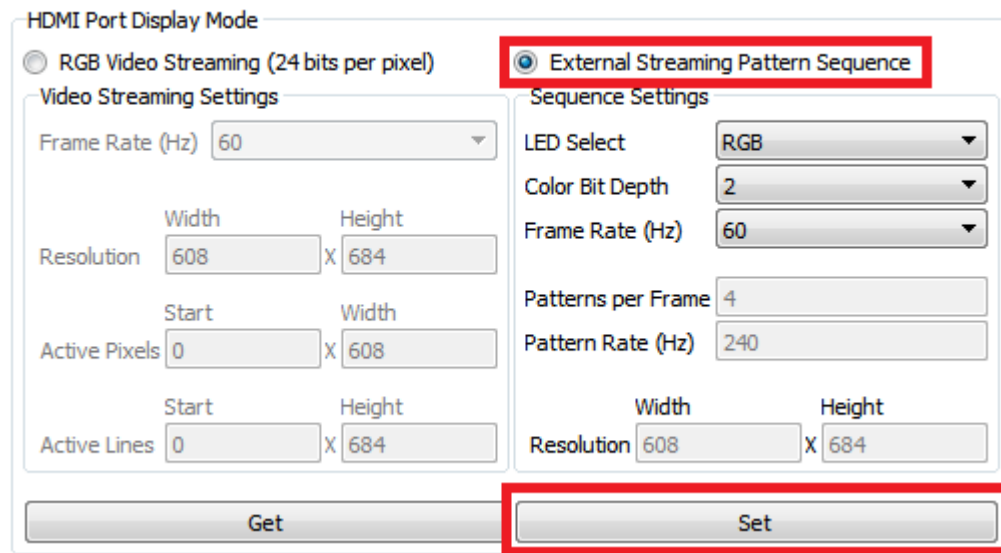 HDMI Port Display Mode
RGB Video Streaming (24 bits per pixel)
External Streaming Pattern Sequence
Video Streaming Settings
Frame Rate (Hz) 60
Width Height
Resolution 608 X 684
Start Width
Active Pixels 0 X 608
Start Height
Active Lines 0 X 684
Sequence Settings
LED Select RGB
Color Bit Depth 2
Frame Rate (Hz) 60
Patterns per Frame 4
Pattern Rate (Hz) 240
Width Height
Resolution 608 X 684
Get
Set